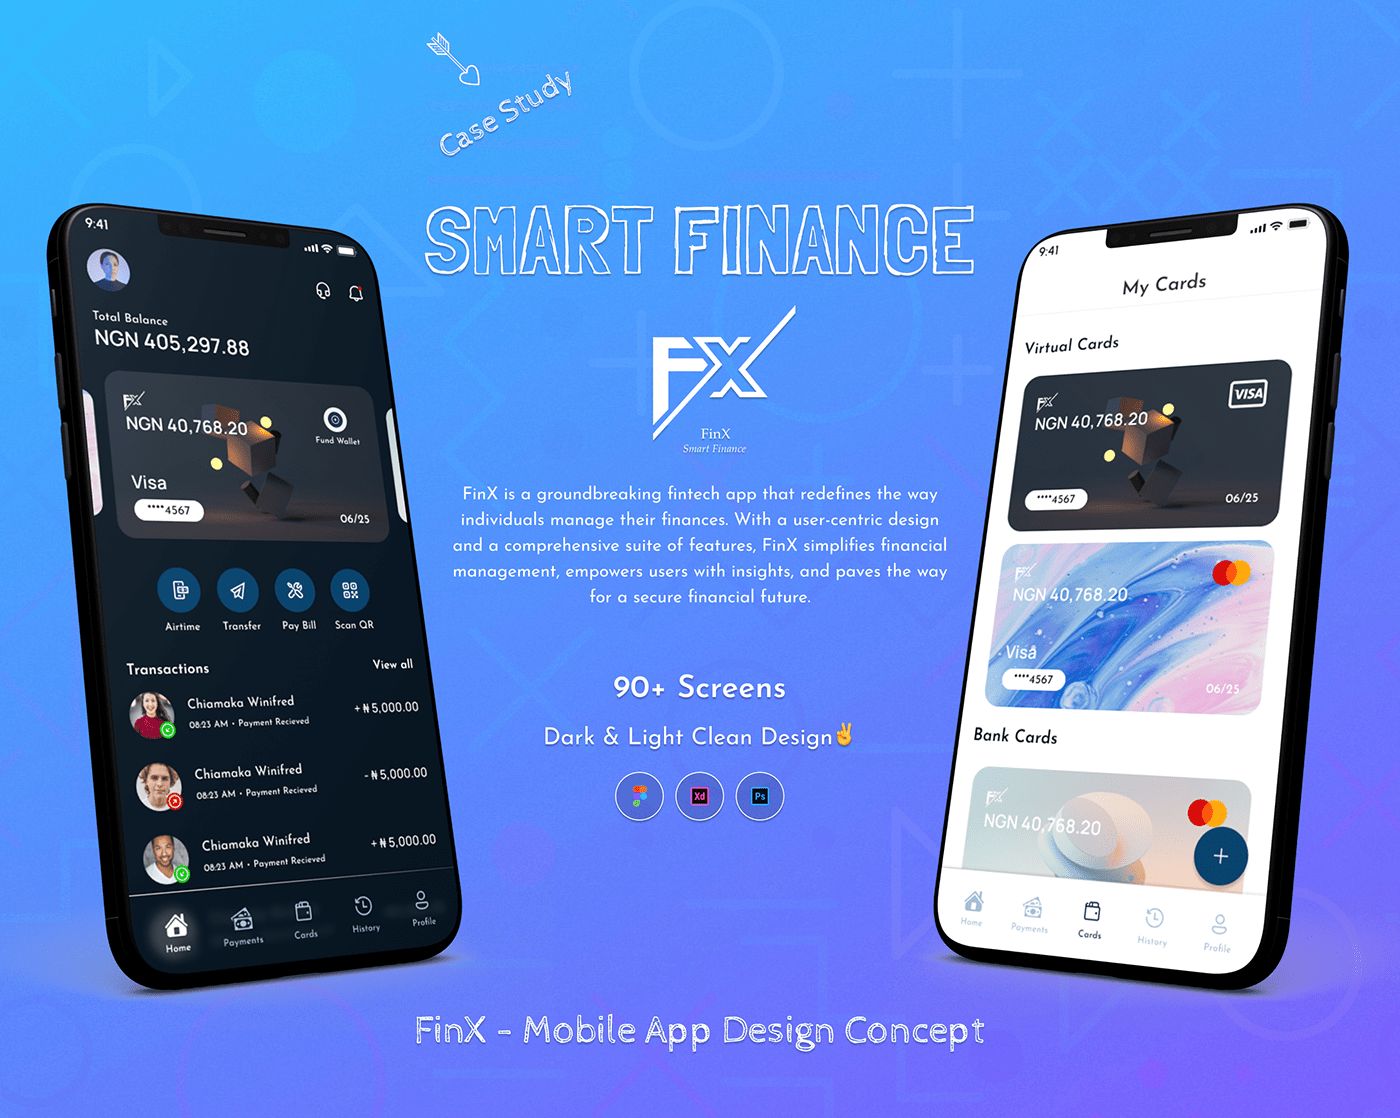 Case Study
SMART FINANCE
FX
FinX
Smart Finance
FinX is a groundbreaking fintech app that redefines the way
individuals manage their finances. With a user-centric design
and a comprehensive suite of features, FinX simplifies financial
management, empowers users with insights, and paves the way
for a secure financial future.
90+ Screens
Dark & Light Clean Design✌
Xd
Ps
9:41
Total Balance
NGN 405,297.88
FX
NGN 40,768.20
Fund Wallet
Visa
****4567
06/25
Airtime
Transfer
Pay Bill
Scan QR
Transactions
View all
Chiamaka Winifred
+₦5,000.00
08:23 AM • Payment Recieved
Chiamaka Winifred
-₦5,000.00
08:23 AM • Payment Recieved
Chiamaka Winifred
+₦5,000.00
08:23 AM • Payment Recieved
Home
Payments
Cards
History
Profile
9:41
My Cards
Virtual Cards
FX
VISA
NGN 40,768.20
****4567
06/25
FX
NGN 40,768.20
Visa
****4567
06/25
Bank Cards
FX
NGN 40,768.20
+
Home
Payments
Cards
History
Profile
FinX - Mobile App Design Concept